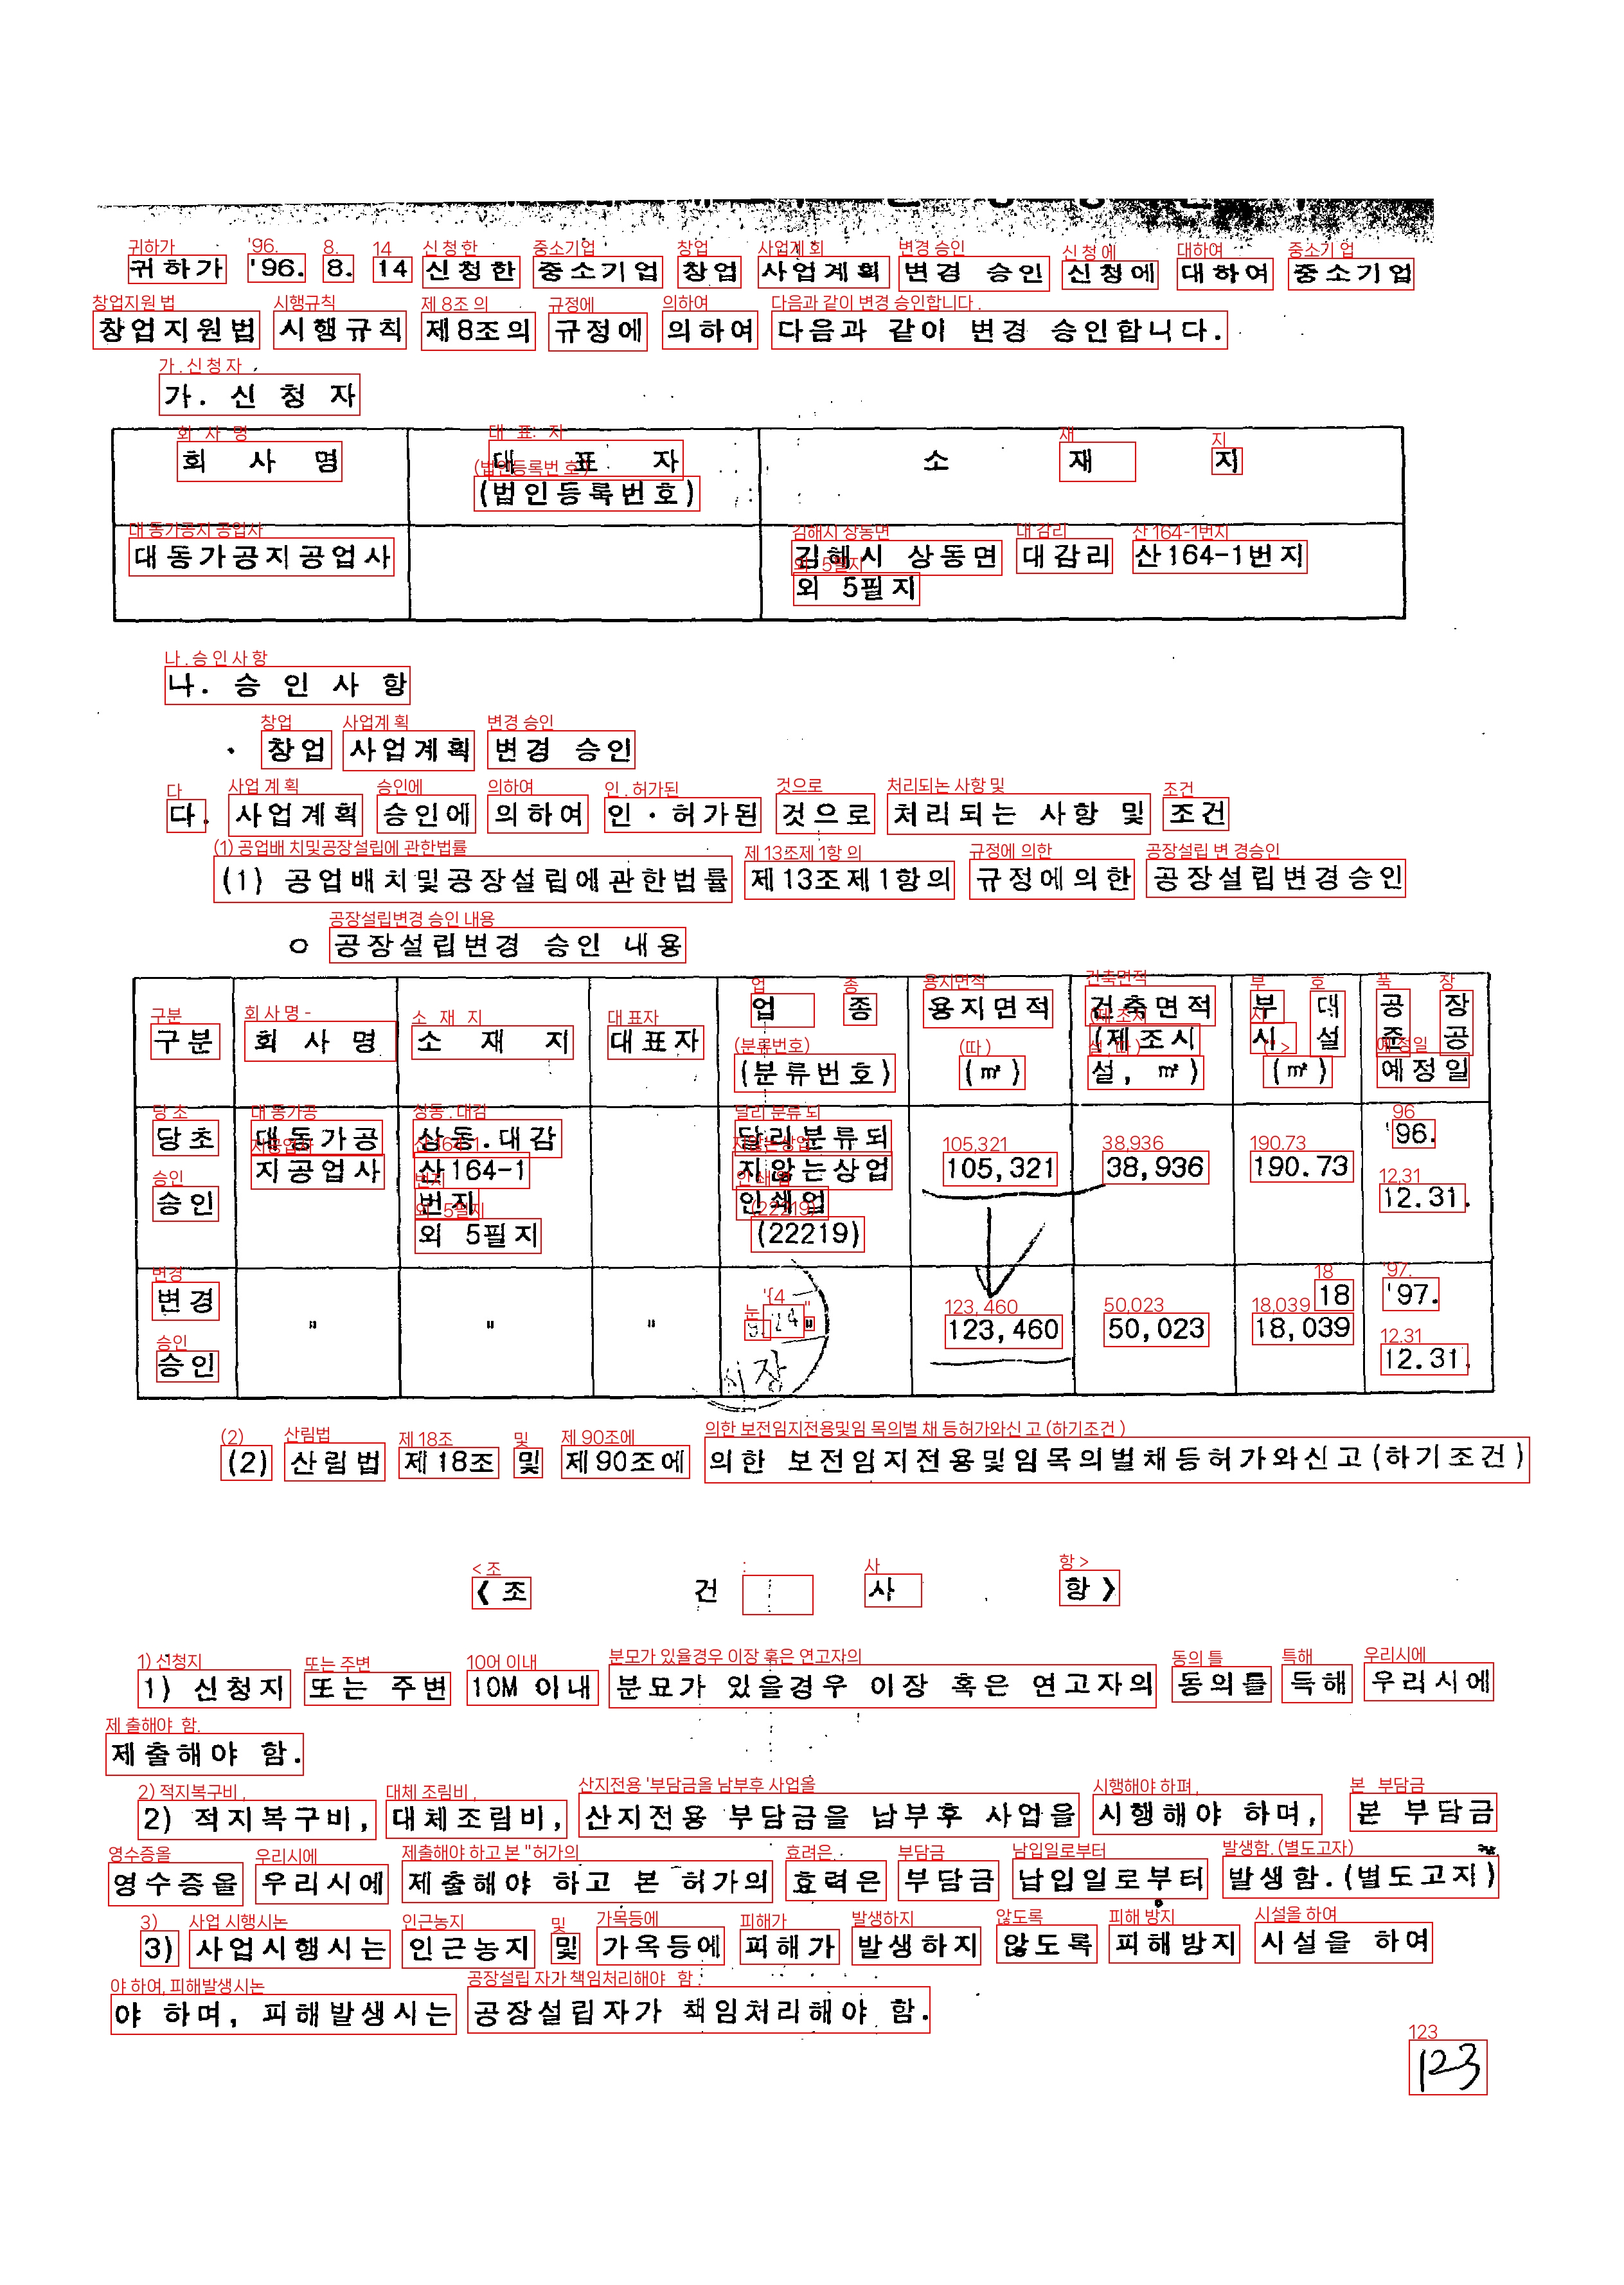 귀하가 '96. 8. 14 신청한 중소기업 창업 사업계획 변경 승인 신청에 대하여 중소기업
창업지원법 시행규칙 제8조의 규정에 의하여 다음과 같이 변경 승인합니다.
가. 신 청 자
회 사 명 대 표 자 소 재 지
(법인등록번호)
대동가공지공업사 김해시 상동면 대감리 산164-1번지
외 5필지
나. 승 인 사 항
· 창업 사업계획 변경 승인
다. 사업계획 승인에 의하여 인·허가된 것으로 처리되는 사항 및 조건
(1) 공업배치및공장설립에관한법률 제13조제1항의 규정에의한 공장설립변경승인
ㅇ 공장설립변경 승인 내용
구분 회 사 명 소 재 지 대표자 업 종 용지면적 건축면적 부 대 공 장
(분류번호) (㎡) (제조시 시 설 준 공
설, ㎡) (㎡) 예정일
당초 대동가공 상동.대감 달리분류되 '96.
지공업사 산164-1 지않는상업 105,321 38,936 190.73
승인 번지 인쇄업 12.31.
외 5필지 (22219)
변경 18 '97.
" " " " 123,460 50,023 18,039
승인 12.31.
시장
(2) 산림법 제18조 및 제90조에 의한 보전임지전용및임목의벌채등허가와신고(하기조건)
〈 조 건 사 항 〉
1) 신청지 또는 주변 10M 이내 분묘가 있을경우 이장 혹은 연고자의 동의를 득해 우리시에
제출해야 함.
2) 적지복구비, 대체조림비, 산지전용 부담금을 납부후 사업을 시행해야 하며, 본 부담금
영수증을 우리시에 제출해야 하고 본 허가의 효력은 부담금 납입일로부터 발생함.(별도고지)
3) 사업시행시는 인근농지 및 가옥등에 피해가 발생하지 않도록 피해방지 시설을 하여
야 하며, 피해발생시는 공장설립자가 책임처리해야 함.
123